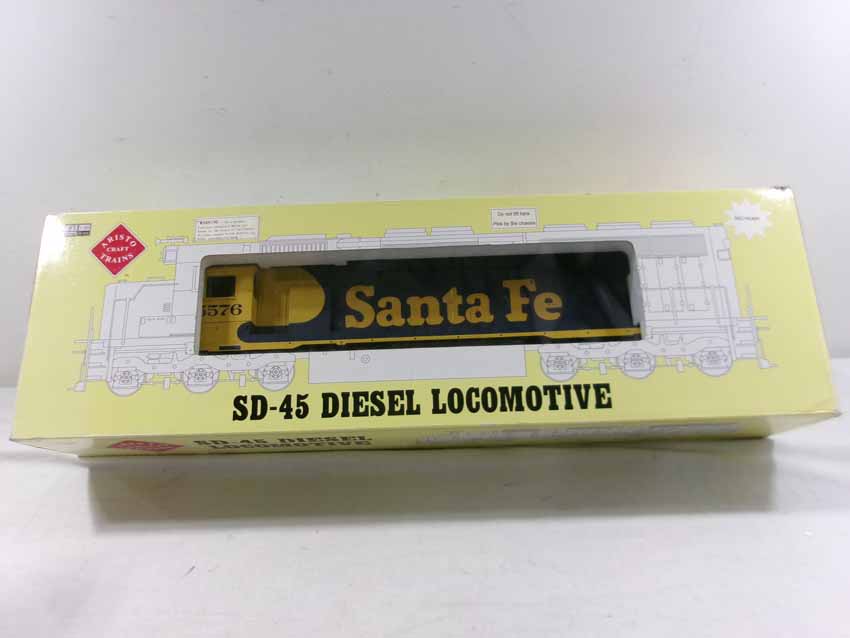 ARISTO
CRAFT
TRAINS
Do not lift here
Pick by the chassis
5576
Santa Fe
SD-45 DIESEL LOCOMOTIVE
SD-45 DIESEL
LOCOMOTIVE